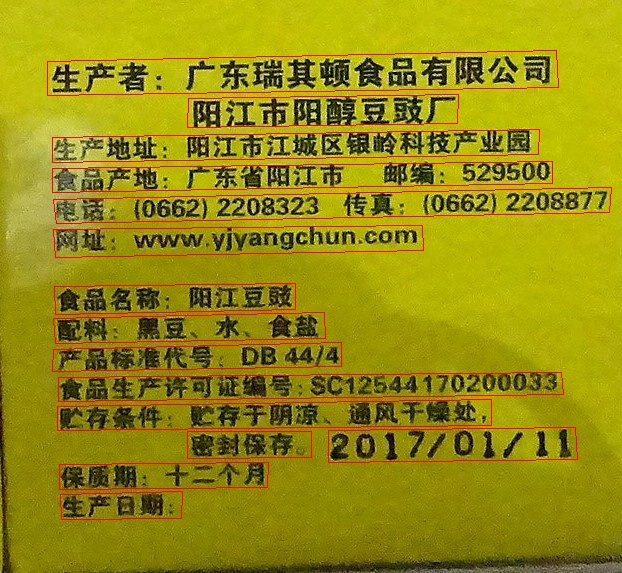 生产者：广东瑞其顿食品有限公司
阳江市阳醇豆豉厂
生产地址：阳江市江城区银岭科技产业园
食品产地：广东省阳江市 邮编：529500
电话：(0662) 2208323 传真：(0662) 2208877
网址：www.yjyangchun.com
食品名称：阳江豆豉
配料：黑豆、水、食盐
产品标准代号：DB 44/4
食品生产许可证编号：SC12544170200033
贮存条件：贮存于阴凉、通风干燥处，
密封保存。 2017/01/11
保质期：十二个月
生产日期：